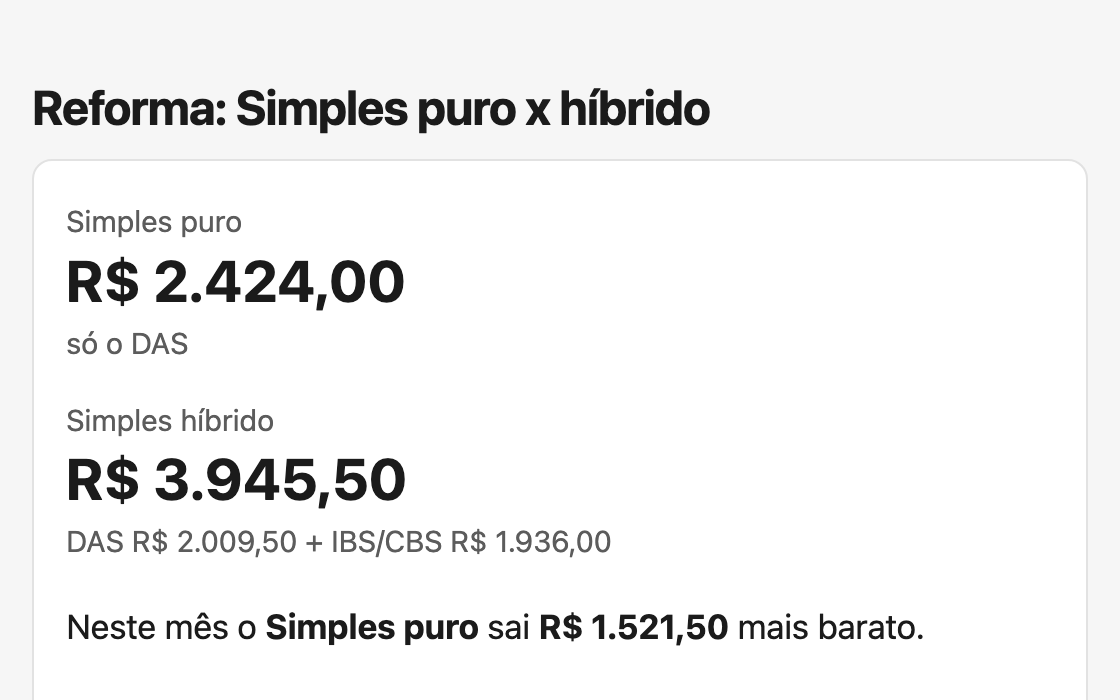 Reforma: Simples puro x híbrido
Simples puro
R$ 2.424,00
só o DAS
Simples híbrido
R$ 3.945,50
DAS R$ 2.009,50 + IBS/CBS R$ 1.936,00
Neste mês o Simples puro sai R$ 1.521,50 mais barato.